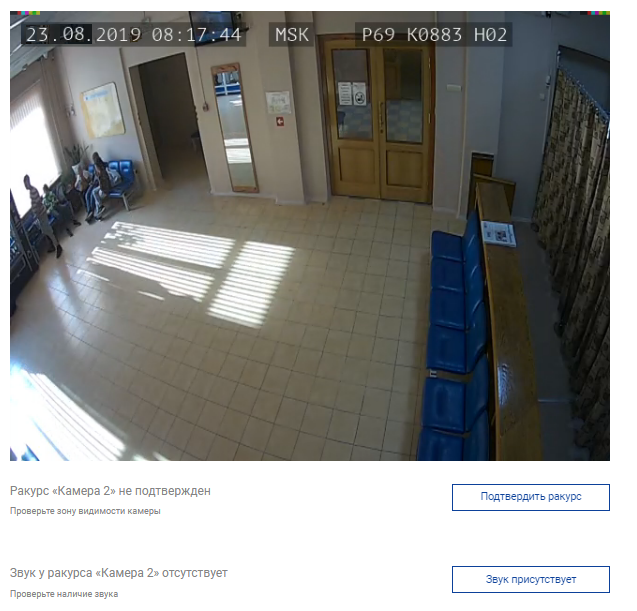 23.08.2019 08:17:44 MSK P69 K0883 H02
Ракурс «Камера 2» не подтвержден
Подтвердить ракурс
Проверьте зону видимости камеры
Звук у ракурса «Камера 2» отсутствует
Звук присутствует
Проверьте наличие звука